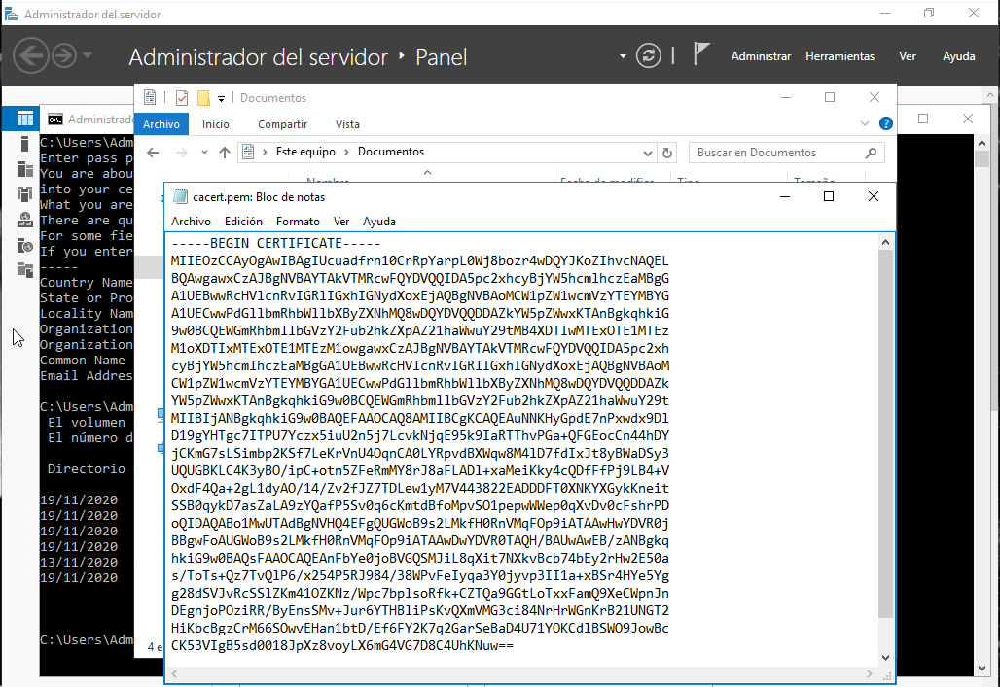 Administrador del servidor
Administrador del servidor ‣ Panel
Administrar Herramientas Ver Ayuda
Documentos
Archivo Inicio Compartir Vista
Este equipo > Documentos
Buscar en Documentos
Nombre Fecha de modifica... Tipo Tamaño
Administrado
C:\Users\Adm
Enter pass p
You are abou
into your ce
What you are
There are qu
For some fie
If you enter
-----
Country Name
State or Pro
Locality Nam
Organization
Organization
Common Name
Email Addres
C:\Users\Adm
El volumen
El número d
Directorio
19/11/2020
19/11/2020
19/11/2020
19/11/2020
13/11/2020
19/11/2020
C:\Users\Adm
4 e
cacert.pem: Bloc de notas
Archivo Edición Formato Ver Ayuda
-----BEGIN CERTIFICATE-----
MIIEOzCCAyOgAwIBAgIUcuadfrn10CrRpYarpL0Wj8bozr4wDQYJKoZIhvcNAQEL
BQAwgawxCzAJBgNVBAYTAkVTMRcwFQYDVQQIDA5pc2xhcyBjYW5hcmlhczEaMBgG
A1UEBwwRcHVlcnRvIGRlIGxhIGNydXoxEjAQBgNVBAoMCW1pZW1wcmVzYTEYMBYG
A1UECwwPdGllbmRhbWllbXByZXNhMQ8wDQYDVQQDDAZkYW5pZWwxKTAnBgkqhkiG
9w0BCQEWGmRhbmllbGVzY2Fub2hkZXpAZ21haWwuY29tMB4XDTIwMTExOTE1MTEz
M1oXDTIxMTExOTE1MTEzM1owgawxCzAJBgNVBAYTAkVTMRcwFQYDVQQIDA5pc2xh
cyBjYW5hcmlhczEaMBgGA1UEBwwRcHVlcnRvIGRlIGxhIGNydXoxEjAQBgNVBAoM
CW1pZW1wcmVzYTEYMBYGA1UECwwPdGllbmRhbWllbXByZXNhMQ8wDQYDVQQDDAZk
YW5pZWwxKTAnBgkqhkiG9w0BCQEWGmRhbmllbGVzY2Fub2hkZXpAZ21haWwuY29t
MIIBIjANBgkqhkiG9w0BAQEFAAOCAQ8AMIIBCgKCAQEAuNNKHyGpdE7nPxwdx9Dl
D19gYHTgc7ITPU7Yczx5iuU2n5j7LcvkNjqE95k9IaRTThvPGa+QFGEocCn44hDY
jCKmG7sLSimbp2KSf7LeKrVnU4OqnCA0LYRpvdBXWqw8M4lD7fdIxJt8yBWaDSy3
UQUGBKLC4K3yBO/ipC+otn5ZFeRmMY8rJ8aFLADl+xaMeiKky4cQDfFfPj9LB4+V
OxdF4Qa+2gL1dyAO/14/Zv2fJZ7TDLew1yM7V443822EADDDFT0XNKYXGykKneit
SSB0qykD7asZaLA9zYQafP5Sv0q6cKmtdBfoMpvSO1pepwWWep0qXvDv0cFshrPD
oQIDAQABo1MwUTAdBgNVHQ4EFgQUGWoB9s2LMkfH0RnVMqFOp9iATAAwHwYDVR0j
BBgwFoAUGWoB9s2LMkfH0RnVMqFOp9iATAAwDwYDVR0TAQH/BAUwAwEB/zANBgkq
hkiG9w0BAQsFAAOCAQEAnFbYe0joBVGQSMJiL8qXit7NXkvBcb74bEy2rHw2E50a
s/ToTs+Qz7TvQlP6/x254P5RJ984/38WPvFeIyqa3Y0jyvp3II1a+xBSr4HYe5Yg
g28dSVJvRcSSlZKm41OZKNz/Wpc7bplsoRfk+CZTQa9GGtLoTxxFamQ9XeCWpnJn
DEgnjoPOziRR/ByEnsSMv+Jur6YTHBliPsKvQXmVMG3ci84NrHrWGnKrB21UNGT2
HiKbcBgzCrM66SOwvEHan1btD/Ef6FY2K7q2GarSeBaD4U71YOKCdlBSWO9JowBc
CK53VIgB5sd0018JpXz8voyLX6mG4VG7D8C4UhKNuw==